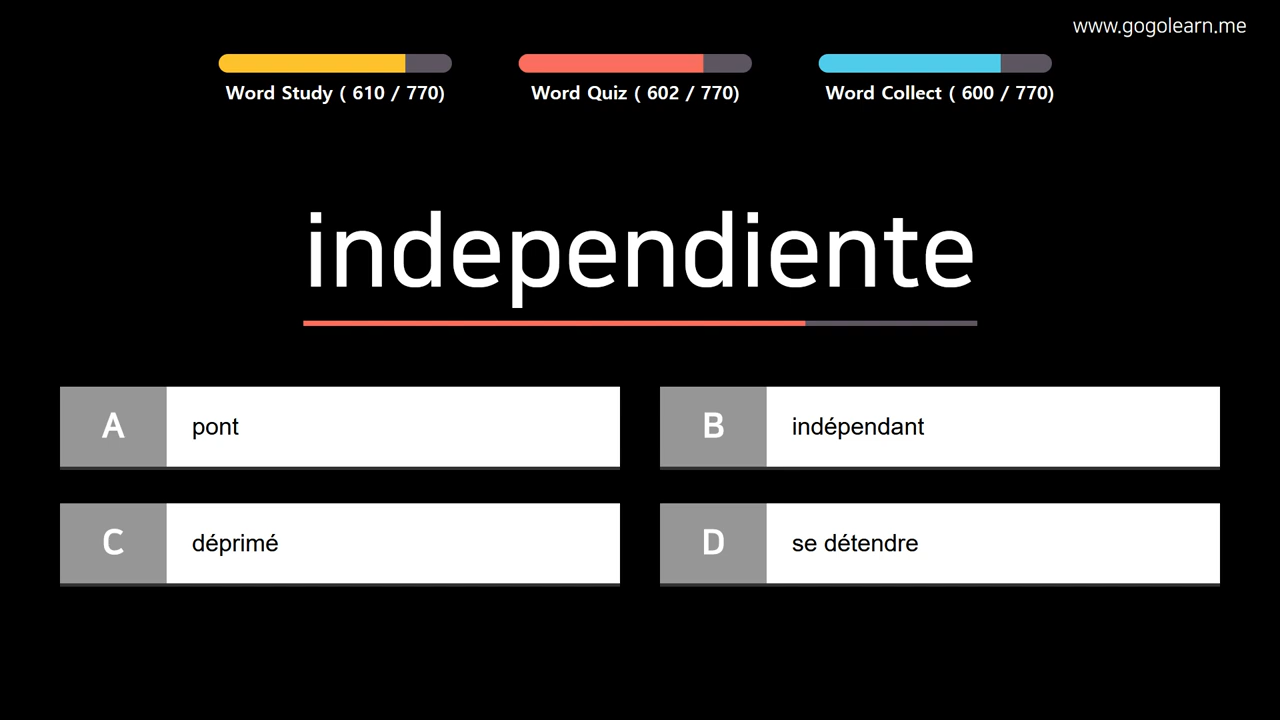 www.gogolearn.me
Word Study ( 610 / 770)
Word Quiz ( 602 / 770)
Word Collect ( 600 / 770)
independiente
A pont
B indépendant
C déprimé
D se détendre